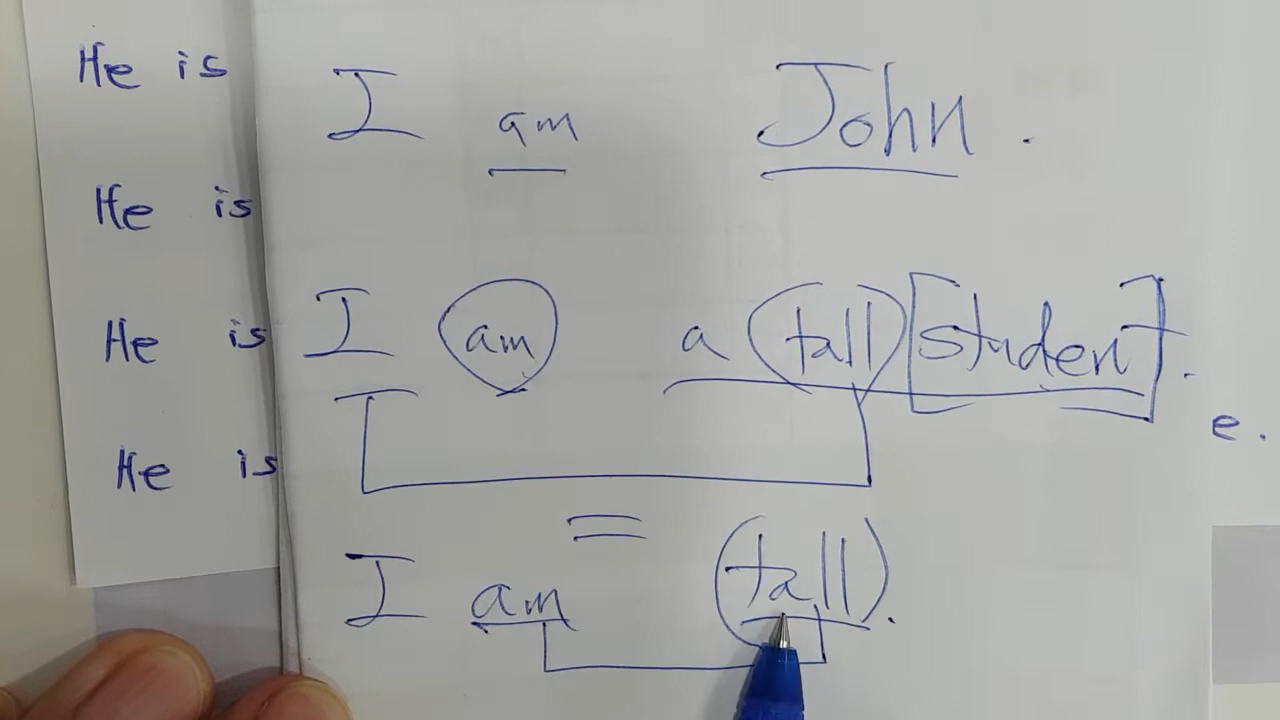 He is
I am John.
He is
He is
I am a tall student.
e.
He is
=
I am tall.